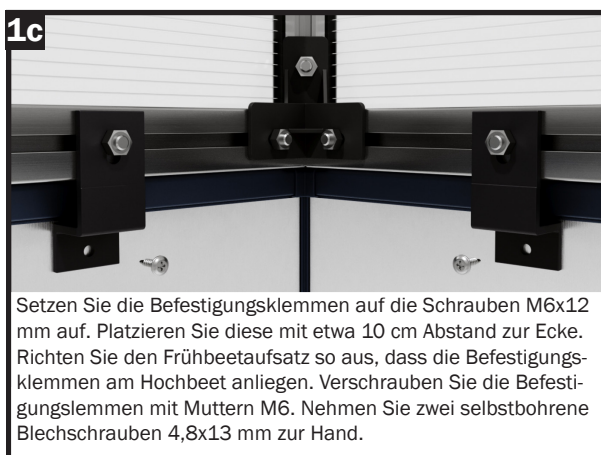 1c
Setzen Sie die Befestigungsklemmen auf die Schrauben M6x12
mm auf. Platzieren Sie diese mit etwa 10 cm Abstand zur Ecke.
Richten Sie den Frühbeetaufsatz so aus, dass die Befestigungs-
klemmen am Hochbeet anliegen. Verschrauben Sie die Befesti-
gungslemmen mit Muttern M6. Nehmen Sie zwei selbstbohrene
Blechschrauben 4,8x13 mm zur Hand.